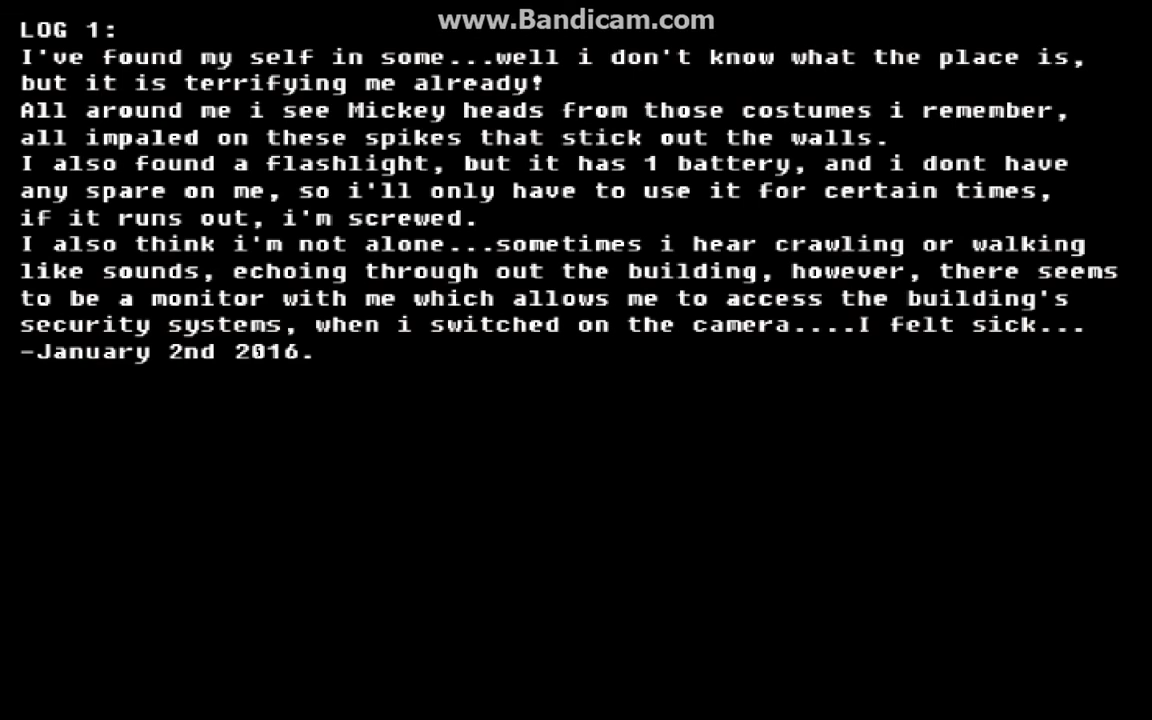 www.Bandicam.com
LOG 1:
I've found my self in some...well i don't know what the place is,
but it is terrifying me already!
All around me i see Mickey heads from those costumes i remember,
all impaled on these spikes that stick out the walls.
I also found a flashlight, but it has 1 battery, and i dont have
any spare on me, so i'll only have to use it for certain times,
if it runs out, i'm screwed.
I also think i'm not alone...sometimes i hear crawling or walking
like sounds, echoing through out the building, however, there seems
to be a monitor with me which allows me to access the building's
security systems, when i switched on the camera....I felt sick...
-January 2nd 2016.